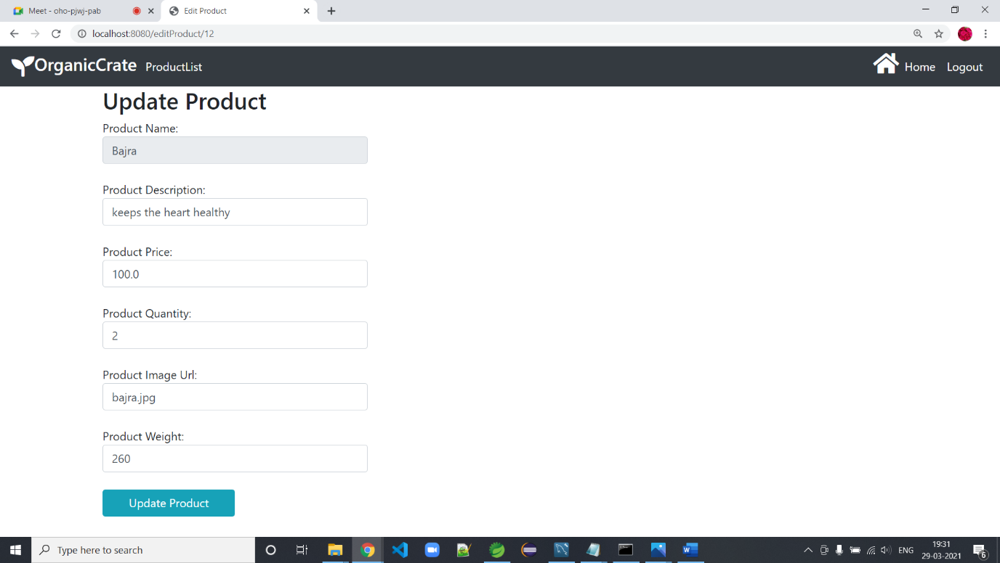 Meet - oho-pjwj-pab
Edit Product
localhost:8080/editProduct/12
OrganicCrate ProductList Home Logout
Update Product
Product Name:
Bajra
Product Description:
keeps the heart healthy
Product Price:
100.0
Product Quantity:
2
Product Image Url:
bajra.jpg
Product Weight:
260
Update Product
Type here to search
ENG
19:31
29-03-2021
6